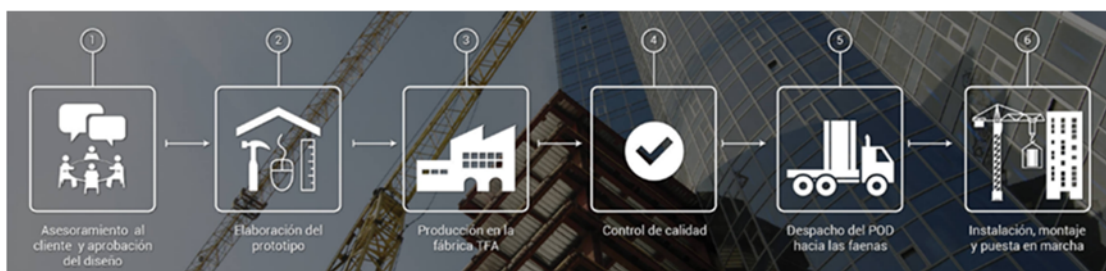 1
2
3
4
5
6
Asesoramiento al
cliente y aprobación
del diseño
Elaboración del
prototipo
Producción en la
fábrica TFA
Control de calidad
Despacho del POD
hacia las faenas
Instalación, montaje
y puesta en marcha